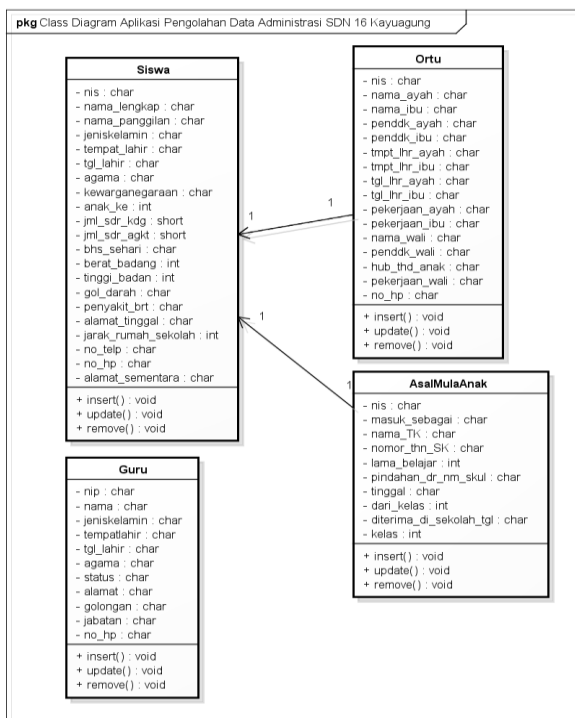 pkg Class Diagram Aplikasi Pengolahan Data Administrasi SDN 16 Kayuagung
Siswa
- nis : char
- nama_lengkap : char
- nama_panggilan : char
- jeniskelamin : char
- tempat_lahir : char
- tgl_lahir : char
- agama : char
- kewarganegaraan : char
- anak_ke : int
- jml_sdr_kdg : short
- jml_sdr_agkt : short
- bhs_sehari : char
- berat_badang : int
- tinggi_badan : int
- gol_darah : char
- penyakit_brt : char
- alamat_tinggal : char
- jarak_rumah_sekolah : int
- no_telp : char
- no_hp : char
- alamat_sementara : char
+ insert() : void
+ update() : void
+ remove() : void
Ortu
- nis : char
- nama_ayah : char
- nama_ibu : char
- penddk_ayah : char
- penddk_ibu : char
- tmpt_lhr_ayah : char
- tmpt_lhr_ibu : char
- tgl_lhr_ayah : char
- tgl_lhr_ibu : char
- pekerjaan_ayah : char
- pekerjaan_ibu : char
- nama_wali : char
- penddk_wali : char
- hub_thd_anak : char
- pekerjaan_wali : char
- no_hp : char
+ insert() : void
+ update() : void
+ remove() : void
1
1
1
1
AsalMulaAnak
- nis : char
- masuk_sebagai : char
- nama_TK : char
- nomor_thn_SK : char
- lama_belajar : int
- pindahan_dr_nm_skul : char
- tinggal : char
- dari_kelas : int
- diterima_di_sekolah_tgl : char
- kelas : int
+ insert() : void
+ update() : void
+ remove() : void
Guru
- nip : char
- nama : char
- jeniskelamin : char
- tempatlahir : char
- tgl_lahir : char
- agama : char
- status : char
- alamat : char
- golongan : char
- jabatan : char
- no_hp : char
+ insert() : void
+ update() : void
+ remove() : void